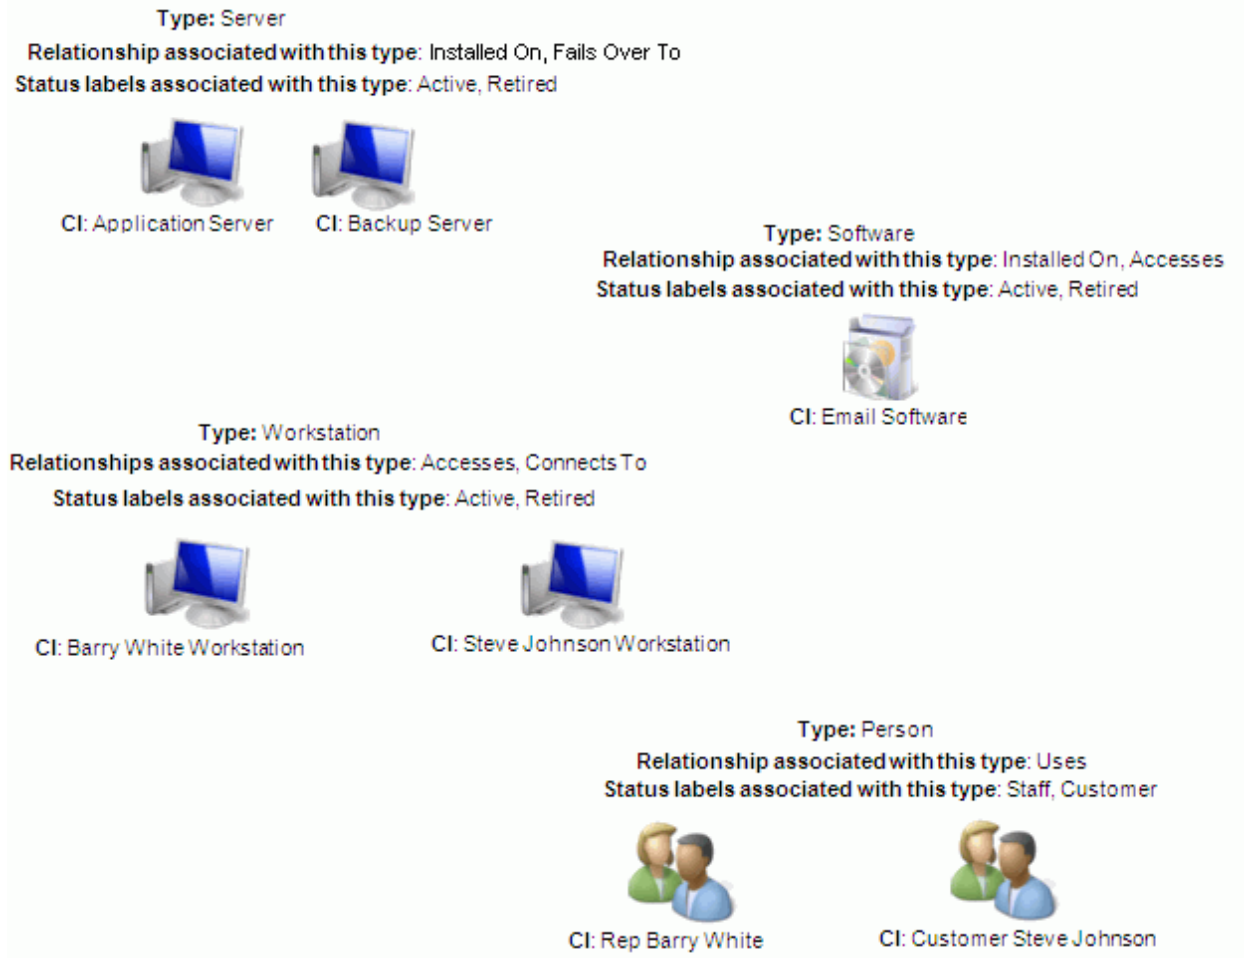 Type: Server
Relationship associated with this type: Installed On, Fails Over To
Status labels associated with this type: Active, Retired
CI: Application Server
CI: Backup Server
Type: Software
Relationship associated with this type: Installed On, Accesses
Status labels associated with this type: Active, Retired
CI: Email Software
Type: Workstation
Relationships associated with this type: Accesses, Connects To
Status labels associated with this type: Active, Retired
CI: Barry White Workstation
CI: Steve Johnson Workstation
Type: Person
Relationship associated with this type: Uses
Status labels associated with this type: Staff, Customer
CI: Rep Barry White
CI: Customer Steve Johnson